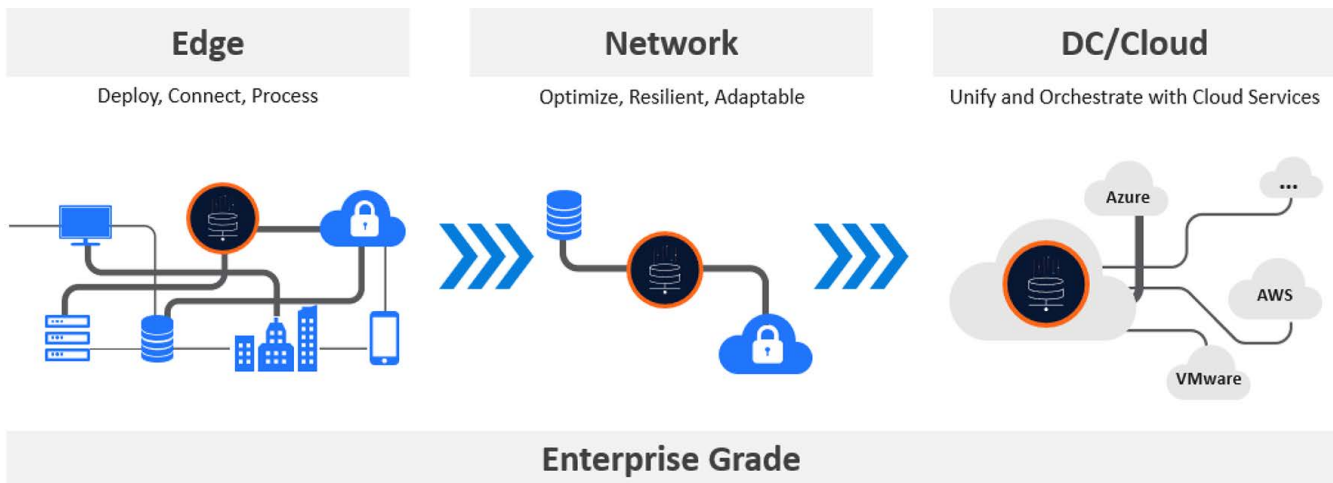 Edge
Network
DC/Cloud
Deploy, Connect, Process
Optimize, Resilient, Adaptable
Unify and Orchestrate with Cloud Services
Azure
...
AWS
VMware
Enterprise Grade